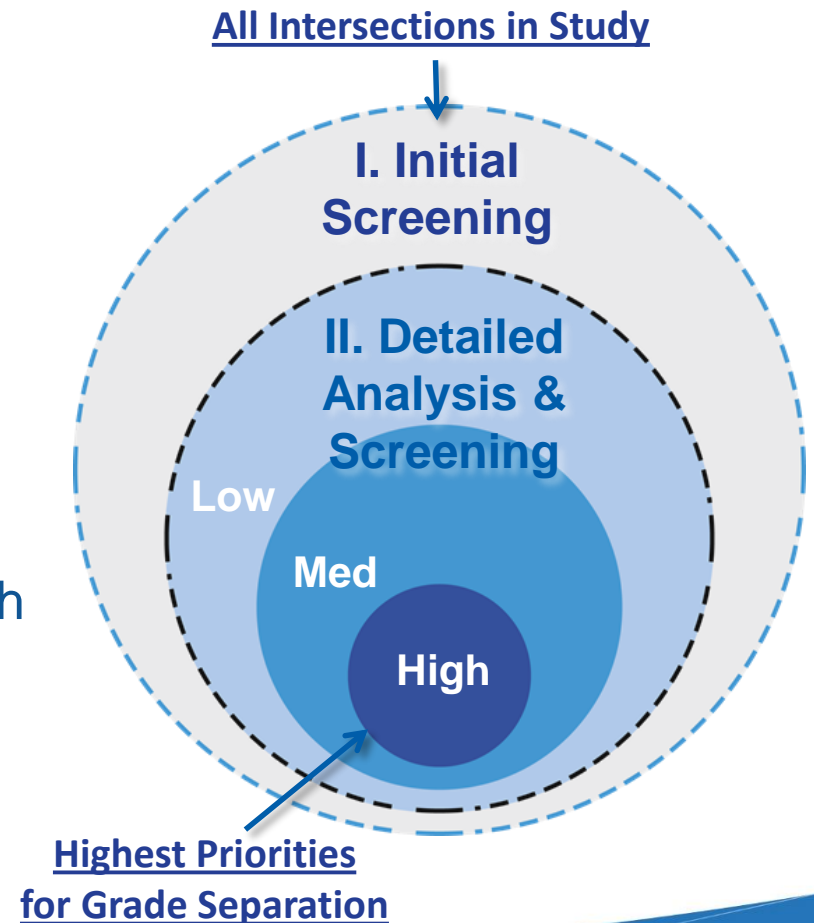 All Intersections in Study
I. Initial
Screening
II. Detailed
Analysis &
Screening
Low
Med
h
High
Highest Priorities
for Grade Separation